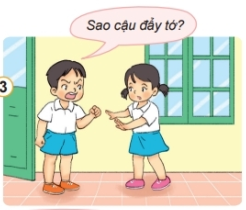 Sao cậu đẩy tớ?
3